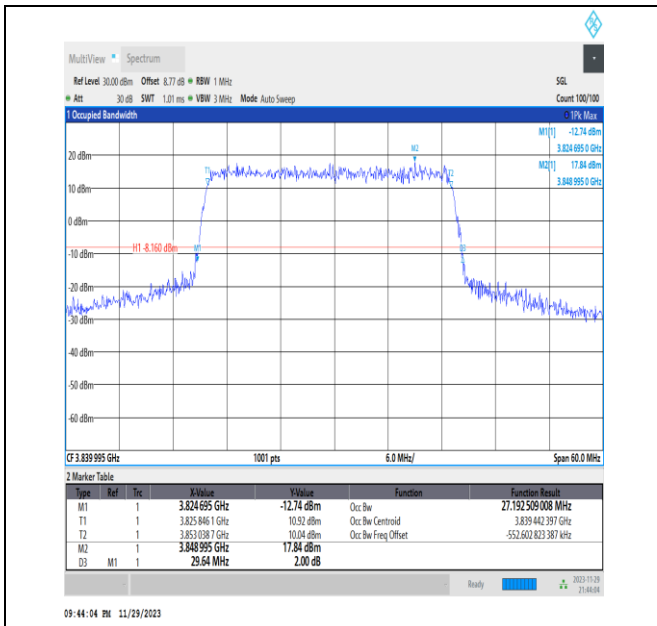 MultiView Spectrum
Ref Level 30.00 dBm Offset 8.77 dB RBW 1 MHz SGL
Att 30 dB SWT 1.01 ms VBW 3 MHz Mode Auto Sweep Count 100/100
1 Occupied Bandwidth 1Pk Max
M1[1] -12.74 dBm
3.824 695 0 GHz
M2[1] 17.84 dBm
3.848 995 0 GHz
M2
20 dBm
T1 T2
10 dBm
0 dBm
H1 -8.160 dBm M1 D3
-10 dBm
-20 dBm
-30 dBm
-40 dBm
-50 dBm
-60 dBm
CF 3.839 995 GHz 1001 pts 6.0 MHz/ Span 60.0 MHz
2 Marker Table
Type Ref Trc X-Value Y-Value Function Function Result
M1 1 3.824 695 GHz -12.74 dBm Occ Bw 27.192 509 008 MHz
T1 1 3.825 846 1 GHz 10.92 dBm Occ Bw Centroid 3.839 442 397 GHz
T2 1 3.853 038 7 GHz 10.04 dBm Occ Bw Freq Offset -552.602 823 387 kHz
M2 1 3.848 995 GHz 17.84 dBm
D3 M1 1 29.64 MHz 2.00 dB
Ready 2023-11-29
21:44:04
09:44:04 PM 11/29/2023